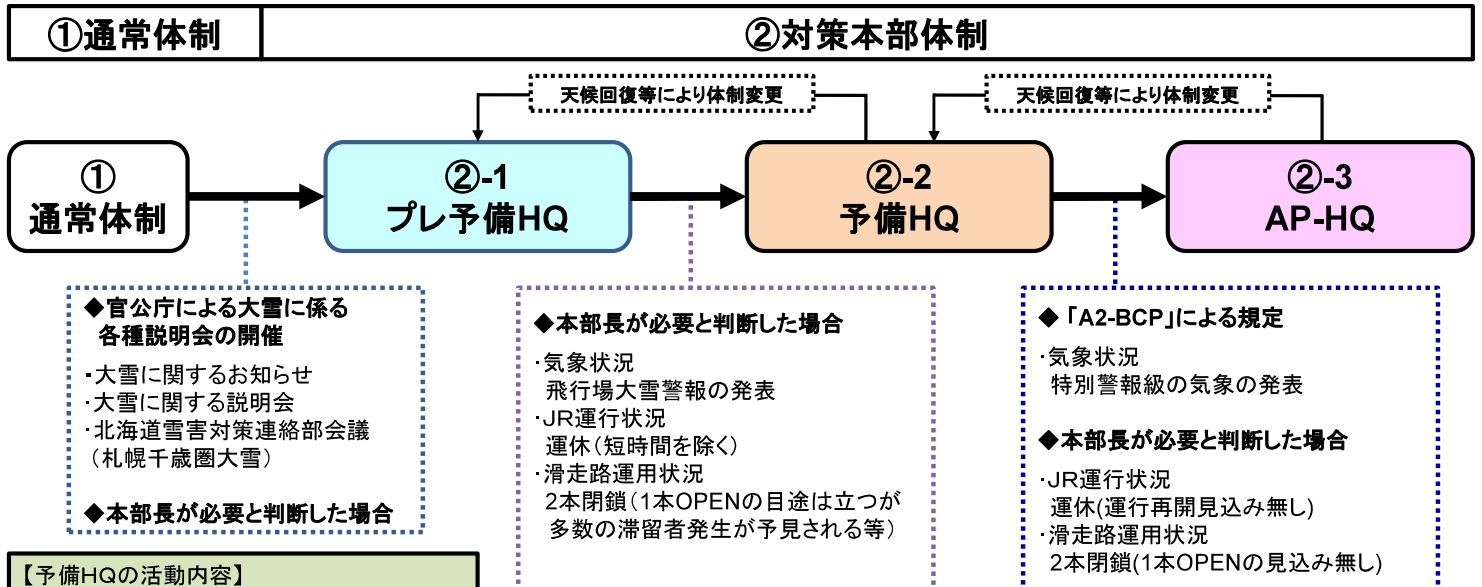 ①通常体制
②対策本部体制
天候回復等により体制変更
天候回復等により体制変更
①
通常体制
②-1
プレ予備HQ
②-2
予備HQ
②-3
AP-HQ
◆官公庁による大雪に係る
各種説明会の開催
・大雪に関するお知らせ
・大雪に関する説明会
・北海道雪害対策連絡部会議
（札幌千歳圏大雪）
◆本部長が必要と判断した場合
◆本部長が必要と判断した場合
・気象状況
飛行場大雪警報の発表
・JR運行状況
運休（短時間を除く）
・滑走路運用状況
2本閉鎖（1本OPENの目途は立つが
多数の滞留者発生が予見される等）
◆「A2-BCP」による規定
・気象状況
特別警報級の気象の発表
◆本部長が必要と判断した場合
・JR運行状況
運休(運行再開見込み無し)
・滑走路運用状況
2本閉鎖(1本OPENの見込み無し)
【予備HQの活動内容】